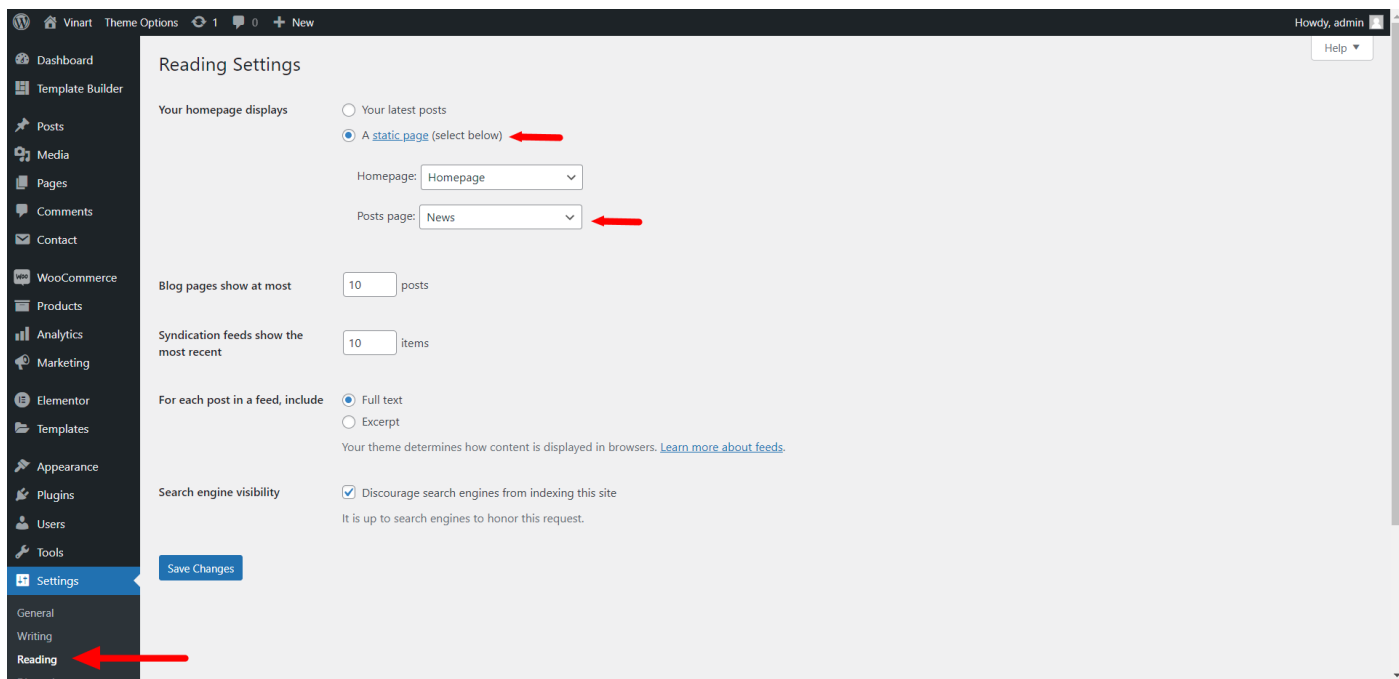 Vinart Theme Options 1 0 New Howdy, admin
Help
Dashboard
Template Builder
Posts
Media
Pages
Comments
Contact
WooCommerce
Products
Analytics
Marketing
Elementor
Templates
Appearance
Plugins
Users
Tools
Settings
General
Writing
Reading
Reading Settings
Your homepage displays
Your latest posts
A static page (select below)
Homepage: Homepage
Posts page: News
Blog pages show at most 10 posts
Syndication feeds show the
most recent
10 items
For each post in a feed, include
Full text
Excerpt
Your theme determines how content is displayed in browsers. Learn more about feeds.
Search engine visibility
Discourage search engines from indexing this site
It is up to search engines to honor this request.
Save Changes